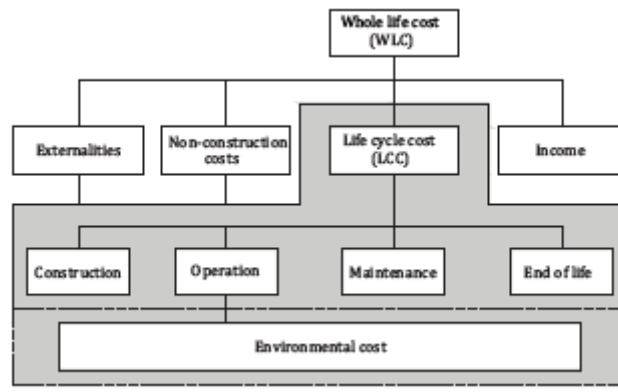 Whole life cost
(WLC)
Externalities
Non-construction
costs
Life cycle cost
(LCC)
Income
Construction
Operation
Maintenance
End of life
Environmental cost